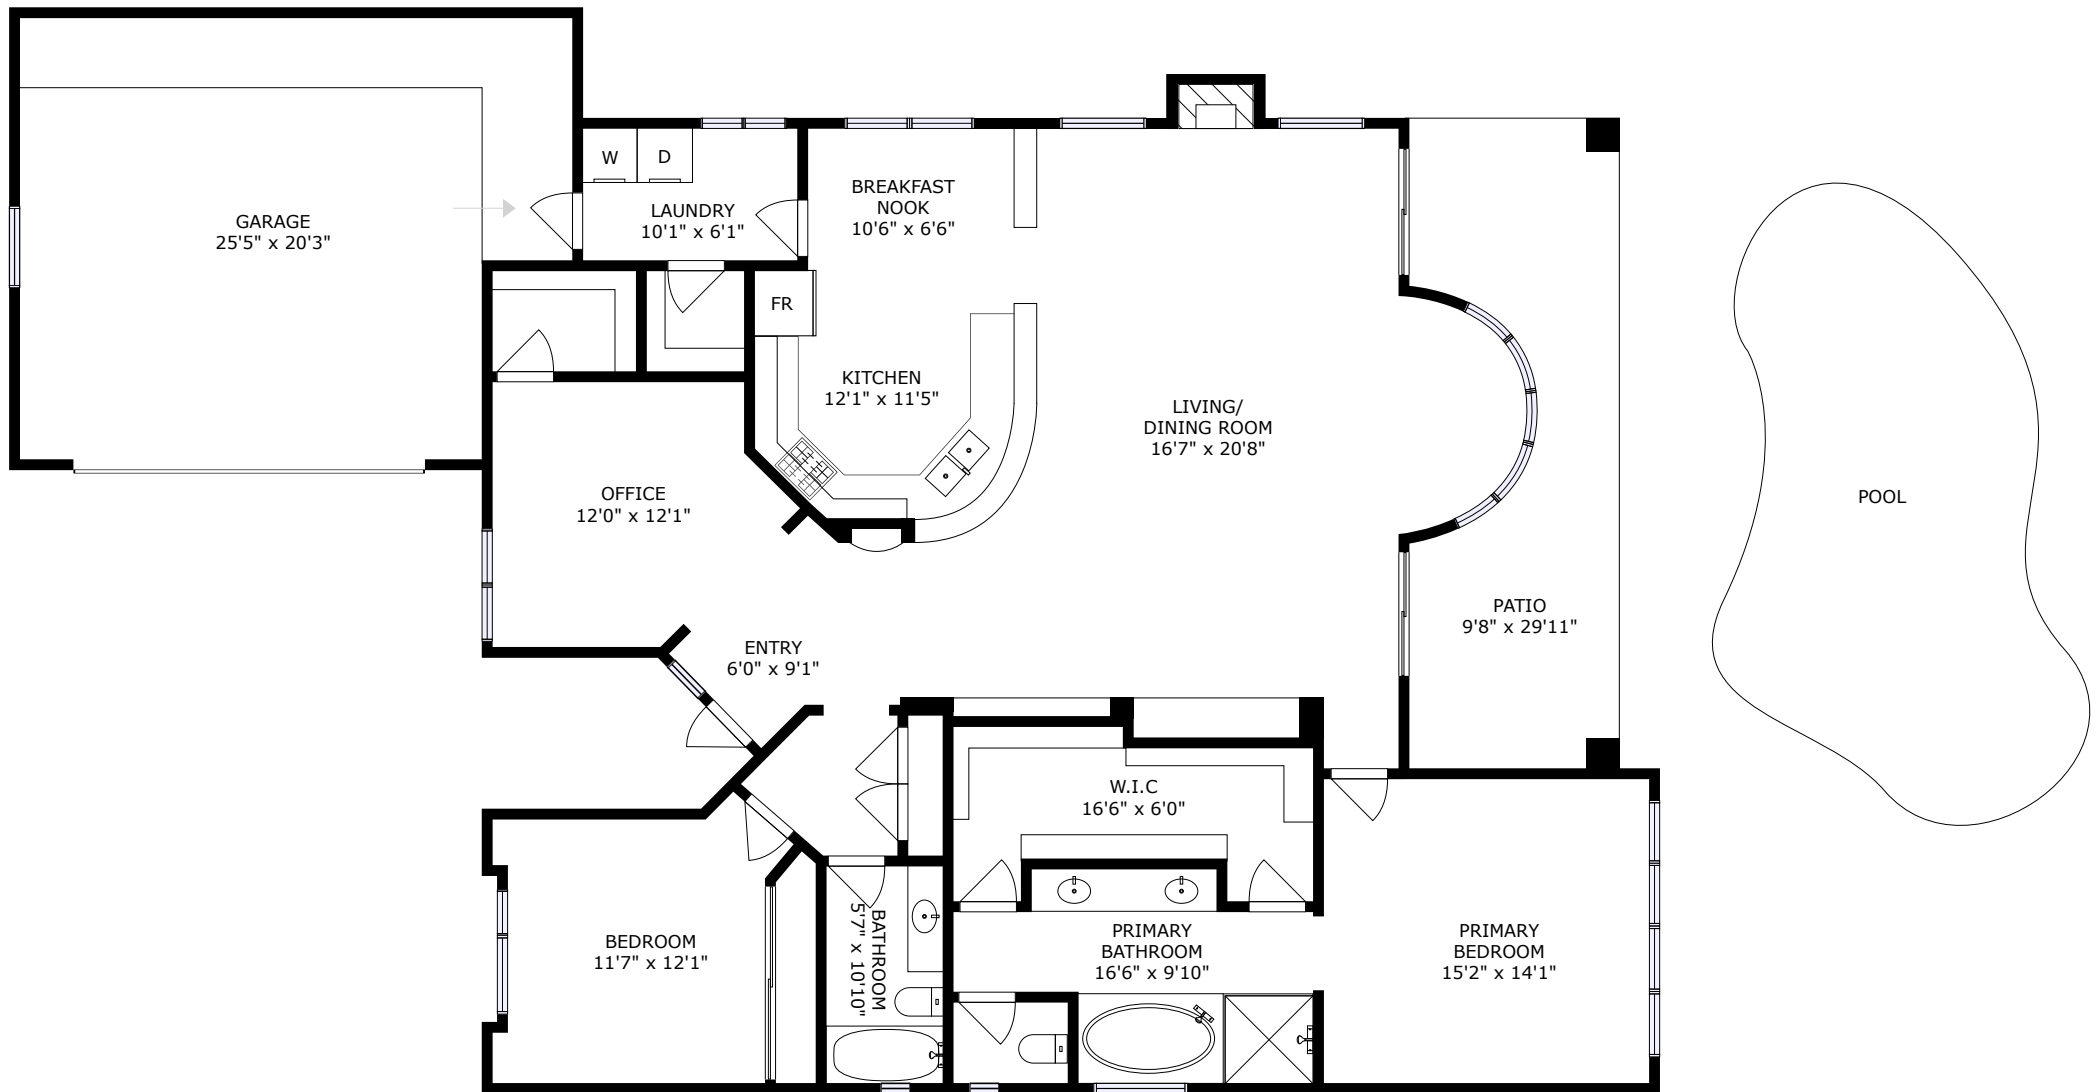 GARAGE
25'5" x 20'3"
W
D
LAUNDRY
10'1" x 6'1"
BREAKFAST
NOOK
10'6" x 6'6"
FR
KITCHEN
12'1" x 11'5"
LIVING/
DINING ROOM
16'7" x 20'8"
OFFICE
12'0" x 12'1"
POOL
PATIO
9'8" x 29'11"
ENTRY
6'0" x 9'1"
W.I.C
16'6" x 6'0"
BEDROOM
11'7" x 12'1"
BATHROOM
5'7" x 10'10"
PRIMARY
BATHROOM
16'6" x 9'10"
PRIMARY
BEDROOM
15'2" x 14'1"